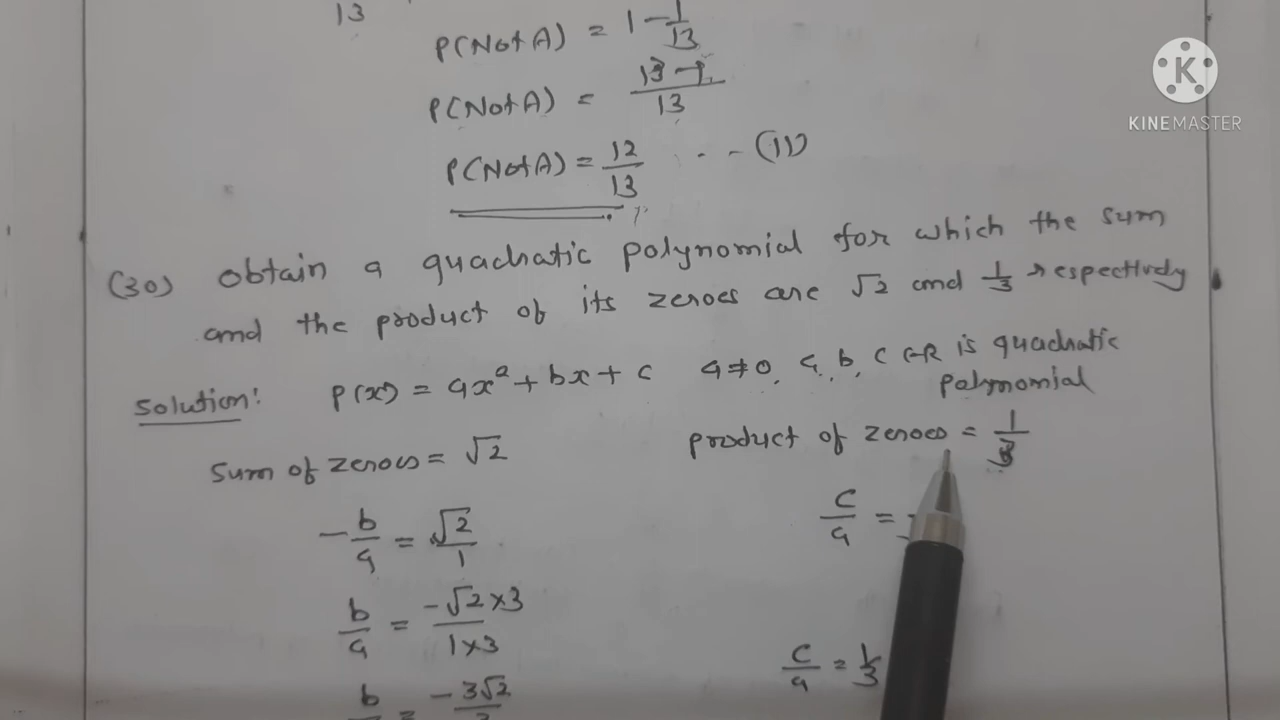 13
P(Not A) = 1 - 1/13
P(Not A) = 13 - 1/13
P(Not A) = 12/13 - - (11)
(30) obtain a quadratic polynomial for which the sum
and the product of its zeroes are √2 and 1/3 respectively
Solution: P(x) = ax² + bx + c a≠0, a, b, c ∈ R is quadratic
polynomial
Sum of zeroes = √2 product of zeroes = 1/3
-b/a = √2/1 c/a =
b/a = -√2×3/1×3
c/a = 1/3
b/a = -3√2/3
K
KINEMASTER